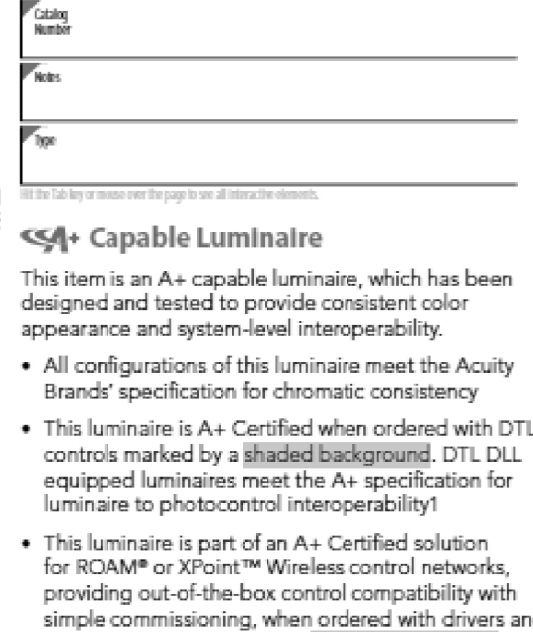 Catalog
Number
Notes
Type
Hit the Tab key or mouse over the page to see all interactive elements.
A+ Capable Luminaire
This item is an A+ capable luminaire, which has been
designed and tested to provide consistent color
appearance and system-level interoperability.
• All configurations of this luminaire meet the Acuity
Brands’ specification for chromatic consistency
• This luminaire is A+ Certified when ordered with DTL
controls marked by a shaded background. DTL DLL
equipped luminaires meet the A+ specification for
luminaire to photocontrol interoperability1
• This luminaire is part of an A+ Certified solution
for ROAM® or XPoint™ Wireless control networks,
providing out-of-the-box control compatibility with
simple commissioning, when ordered with drivers an